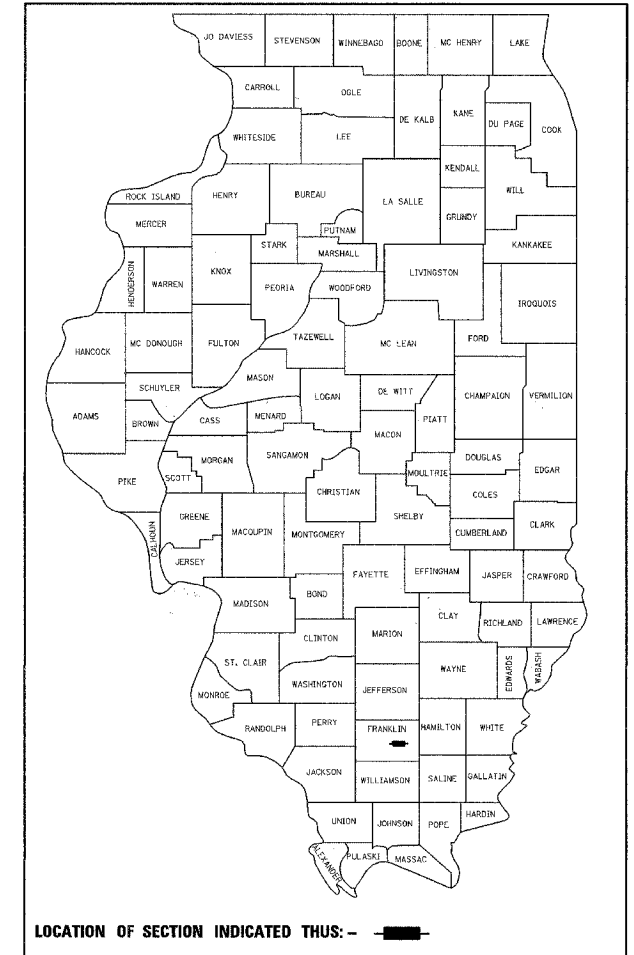 JO DAVIESS STEVENSON WINNEBAGO BOONE MC HENRY LAKE
CARROLL OGLE DE KALB KANE DU PAGE COOK
WHITESIDE LEE
KENDALL WILL
ROCK ISLAND HENRY BUREAU LA SALLE GRUNDY
MERCER PUTNAM
STARK MARSHALL KANKAKEE
HENDERSON WARREN KNOX PEORIA WOODFORD LIVINGSTON IROQUOIS
HANCOCK MC DONOUGH FULTON TAZEWELL MC LEAN FORD
SCHUYLER MASON LOGAN DE WITT CHAMPAIGN VERMILION
ADAMS BROWN CASS MENARD PIATT
MACON
PIKE SCOTT MORGAN SANGAMON MOULTRIE DOUGLAS EDGAR
CHRISTIAN COLES
CALHOUN GREENE MACOUPIN MONTGOMERY SHELBY CUMBERLAND CLARK
JERSEY FAYETTE EFFINGHAM JASPER CRAWFORD
MADISON BOND CLAY RICHLAND LAWRENCE
CLINTON MARION
ST. CLAIR WAYNE EDWARDS WABASH
WASHINGTON JEFFERSON
MONROE RANDOLPH PERRY FRANKLIN HAMILTON WHITE
JACKSON WILLIAMSON SALINE GALLATIN
UNION JOHNSON POPE HARDIN
ALEXANDER PULASKI MASSAC
LOCATION OF SECTION INDICATED THUS: –